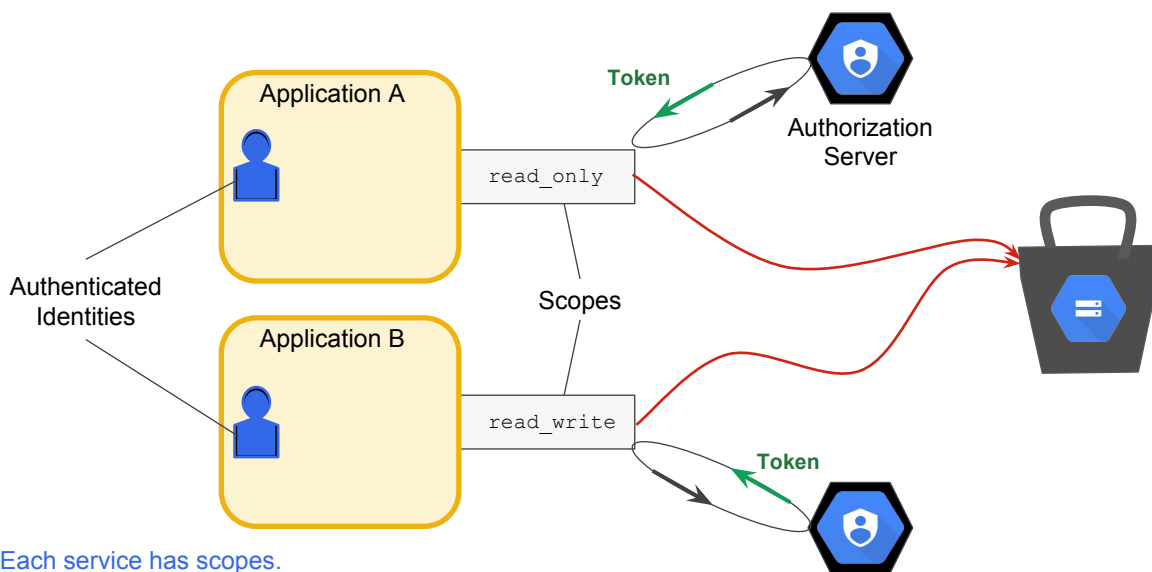 Application A
Token
Authorization
Server
read_only
Authenticated
Identities
Scopes
Application B
read_write
Token
Each service has scopes.